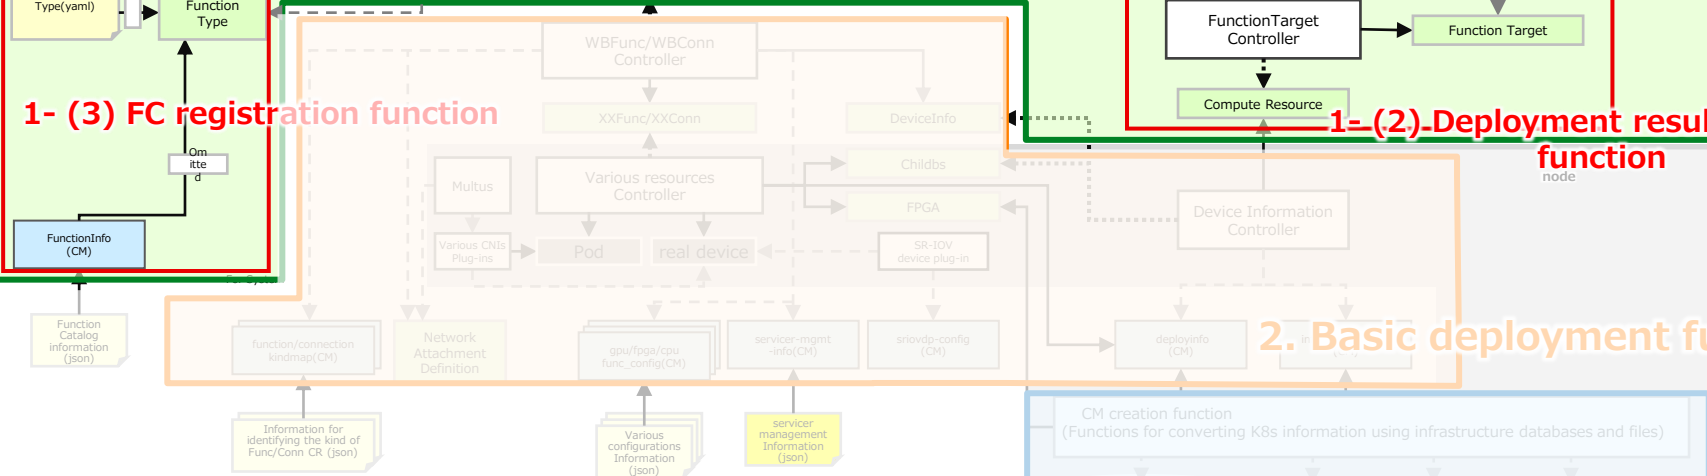 Type(yaml)
Function
Type
FunctionTarget
Controller
Function Target
WBFunc/WBConn
Controller
Compute Resource
1- (3) FC registration function
XXFunc/XXConn
DeviceInfo
1- (2) Deployment resul
function
node
Om
itte
d
Childbs
Multus
Various resources
Controller
FPGA
Device Information
Controller
FunctionInfo
(CM)
Various CNIs
Plug-ins
Pod
real device
SR-IOV
device plug-in
Function
Catalog
information
(json)
function/connection
kindmap(CM)
Network
Attachment
Definition
gpu/fpga/cpu
func_config(CM)
servicer-mgmt
-info(CM)
sriovdp-config
(CM)
deployinfo
(CM)
2. Basic deployment fu
Information for
identifying the kind of
Func/Conn CR (json)
Various
configurations
Information
(json)
servicer
management
Information
(json)
CM creation function
(Functions for converting K8s information using infrastructure databases and files)